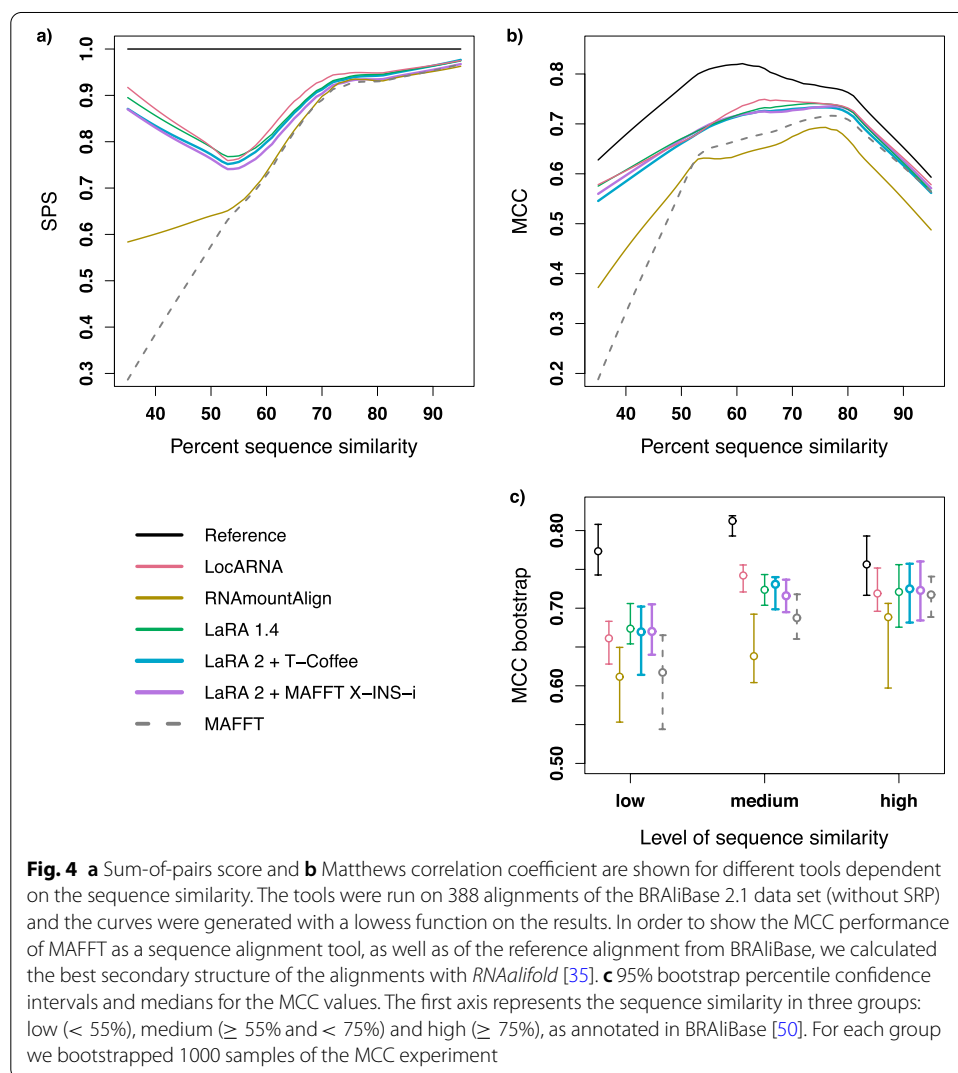 a)
1.0
0.9
0.8
0.7
0.6
0.5
0.4
0.3
SPS
40 50 60 70 80 90
Percent sequence similarity
b)
0.8
0.7
0.6
0.5
0.4
0.3
0.2
MCC
40 50 60 70 80 90
Percent sequence similarity
Reference
LocARNA
RNAmountAlign
LaRA 1.4
LaRA 2 + T−Coffee
LaRA 2 + MAFFT X−INS−i
MAFFT
c)
0.80
0.70
0.60
0.50
MCC bootstrap
low medium high
Level of sequence similarity
Fig. 4 a Sum-of-pairs score and b Matthews correlation coefficient are shown for different tools dependent
on the sequence similarity. The tools were run on 388 alignments of the BRAliBase 2.1 data set (without SRP)
and the curves were generated with a lowess function on the results. In order to show the MCC performance
of MAFFT as a sequence alignment tool, as well as of the reference alignment from BRAliBase, we calculated
the best secondary structure of the alignments with RNAalifold [35]. c 95% bootstrap percentile confidence
intervals and medians for the MCC values. The first axis represents the sequence similarity in three groups:
low (< 55%), medium (≥ 55% and < 75%) and high (≥ 75%), as annotated in BRAliBase [50]. For each group
we bootstrapped 1000 samples of the MCC experiment